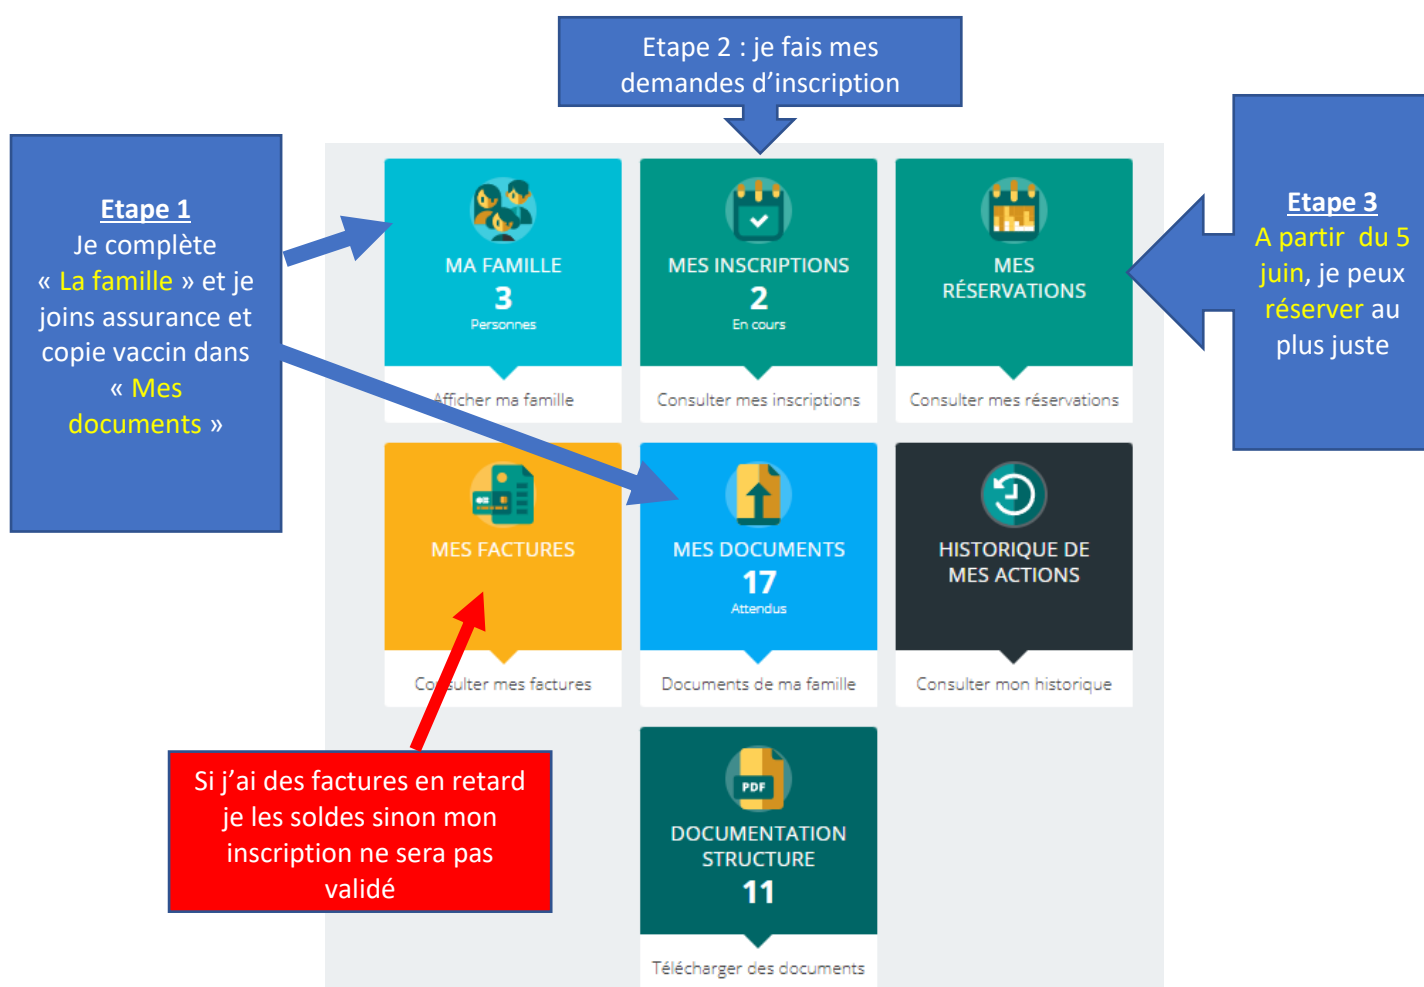 Etape 2 : je fais mes
demandes d’inscription
Etape 1
Je complète
« La famille » et je
joins assurance et
copie vaccin dans
« Mes
documents »
Etape 3
A partir  du 5
juin, je peux
réserver au
plus juste
MA FAMILLE
3
Personnes
Afficher ma famille
MES INSCRIPTIONS
2
En cours
Consulter mes inscriptions
MES
RÉSERVATIONS
Consulter mes réservations
MES FACTURES
Consulter mes factures
MES DOCUMENTS
17
Attendus
Documents de ma famille
HISTORIQUE DE
MES ACTIONS
Consulter mon historique
Si j’ai des factures en retard
je les soldes sinon mon
inscription ne sera pas
validé
PDF
DOCUMENTATION
STRUCTURE
11
Télécharger des documents